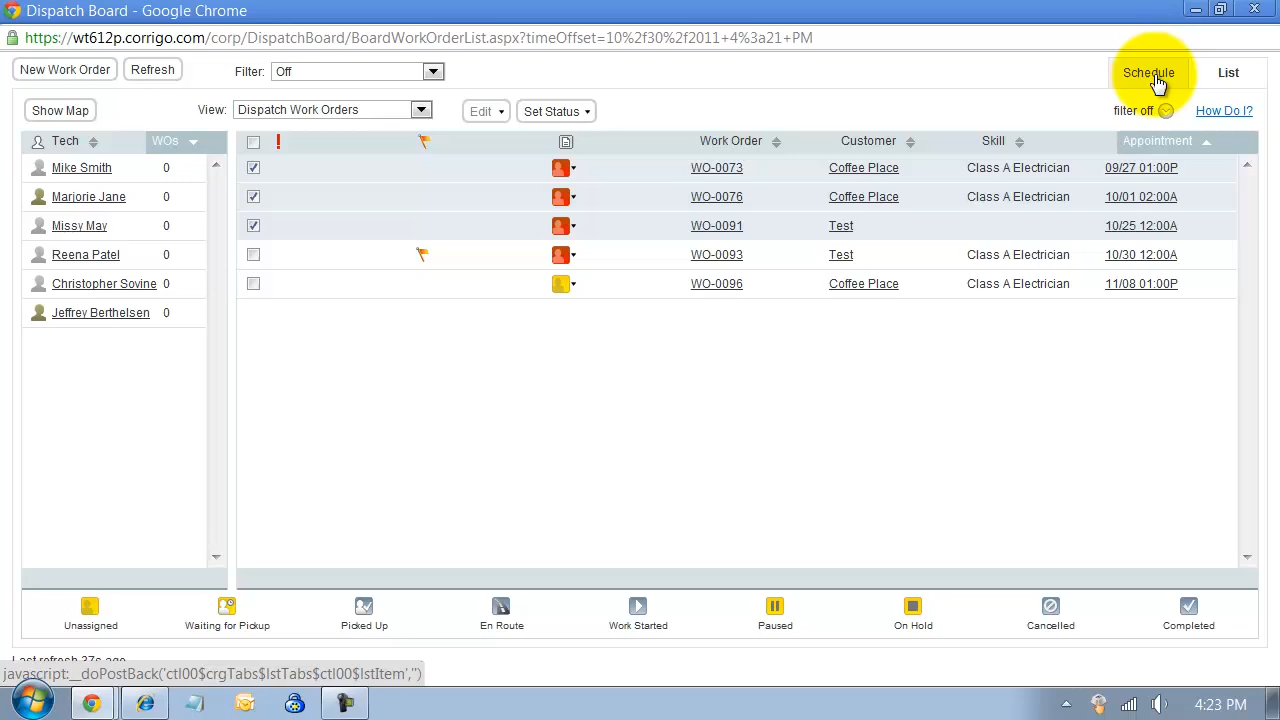 Dispatch Board - Google Chrome
https://wt612p.corrigo.com/corp/DispatchBoard/BoardWorkOrderList.aspx?timeOffset=10%2f30%2f2011+4%3a21+PM
New Work Order Refresh Filter: Off Schedule List
Show Map View: Dispatch Work Orders Edit Set Status filter off How Do I?
Tech WOs ! Work Order Customer Skill Appointment
Mike Smith 0 WO-0073 Coffee Place Class A Electrician 09/27 01:00P
Marjorie Jane 0 WO-0076 Coffee Place Class A Electrician 10/01 02:00A
Missy May 0 WO-0091 Test 10/25 12:00A
Reena Patel 0 WO-0093 Test Class A Electrician 10/30 12:00A
Christopher Sovine 0 WO-0096 Coffee Place Class A Electrician 11/08 01:00P
Jeffrey Berthelsen 0
Unassigned Waiting for Pickup Picked Up En Route Work Started Paused On Hold Cancelled Completed
Last refresh 37s ago
javascript:__doPostBack('ctl00$crgTabs$lstTabs$ctl00$lstItem','')
4:23 PM